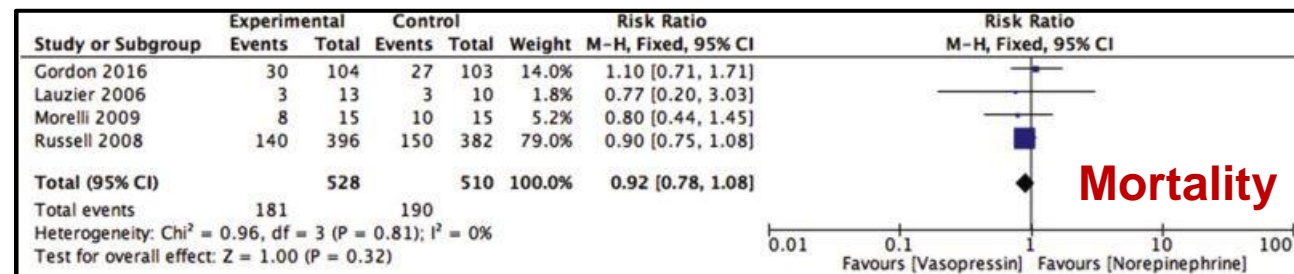 Experimental Control Risk Ratio Risk Ratio
Study or Subgroup Events Total Events Total Weight M-H, Fixed, 95% CI M-H, Fixed, 95% CI
Gordon 2016 30 104 27 103 14.0% 1.10 [0.71, 1.71]
Lauzier 2006 3 13 3 10 1.8% 0.77 [0.20, 3.03]
Morelli 2009 8 15 10 15 5.2% 0.80 [0.44, 1.45]
Russell 2008 140 396 150 382 79.0% 0.90 [0.75, 1.08]
Total (95% CI) 528 510 100.0% 0.92 [0.78, 1.08] Mortality
Total events 181 190
Heterogeneity: Chi² = 0.96, df = 3 (P = 0.81); I² = 0%
Test for overall effect: Z = 1.00 (P = 0.32)
0.01 0.1 1 10 100
Favours [Vasopressin] Favours [Norepinephrine]